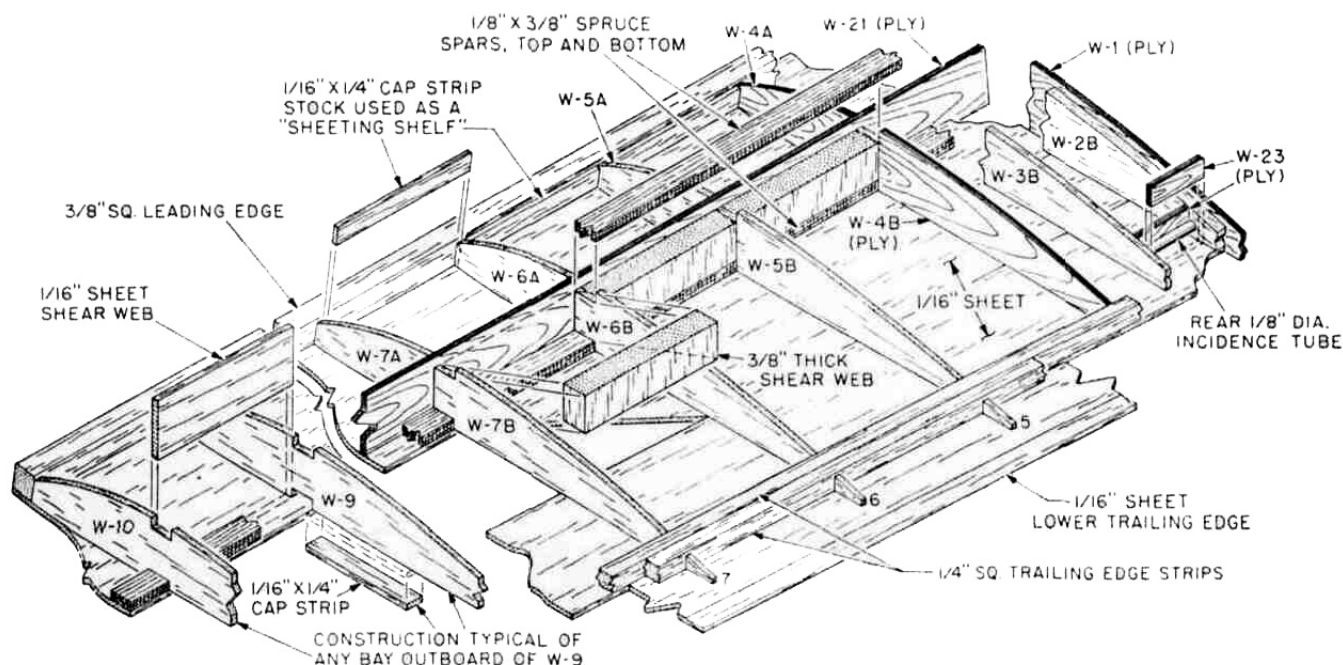 1/8" X 3/8" SPRUCE
SPARS, TOP AND BOTTOM
W-4A
W-21 (PLY)
W-1 (PLY)
1/16" X 1/4" CAP STRIP
STOCK USED AS A
"SHEETING SHELF"
W-5A
W-2B
W-23
(PLY)
W-3B
3/8" SQ. LEADING EDGE
W-4B
(PLY)
W-6A
W-5B
1/16" SHEET
1/16" SHEET
SHEAR WEB
REAR 1/8" DIA.
INCIDENCE TUBE
W-6B
W-7A
3/8" THICK
SHEAR WEB
W-7B
5
6
7
W-9
W-10
1/16" SHEET
LOWER TRAILING EDGE
1/4" SQ. TRAILING EDGE STRIPS
1/16" X 1/4"
CAP STRIP
CONSTRUCTION TYPICAL OF
ANY BAY OUTBOARD OF W-9